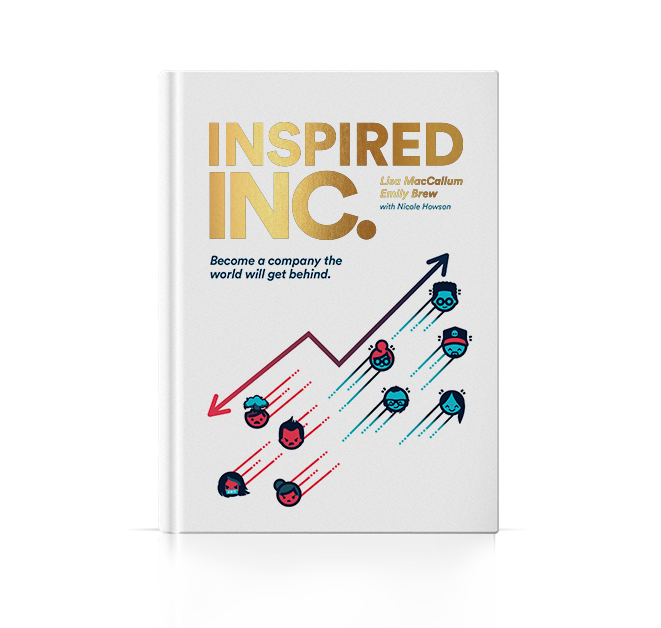 INSPIRED
INC.
Lisa MacCallum
Emily Brew
with Nicole Howson
Become a company the
world will get behind.